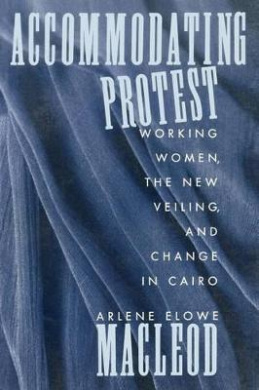 ACCOMMODATING
PROTEST
WORKING
WOMEN,
THE NEW
VEILING,
AND
CHANGE
IN CAIRO
ARLENE ELOWE
MACLEOD